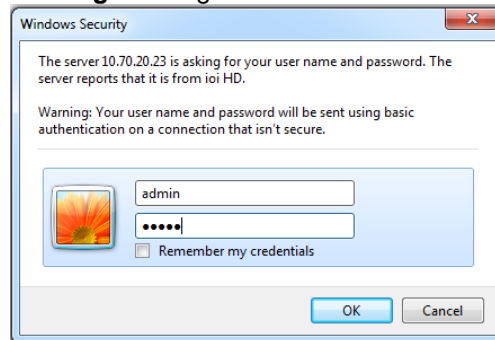 Windows Security
The server 10.70.20.23 is asking for your user name and password. The
server reports that it is from ioi HD.
Warning: Your user name and password will be sent using basic
authentication on a connection that isn't secure.
admin
●●●●●
Remember my credentials
OK
Cancel